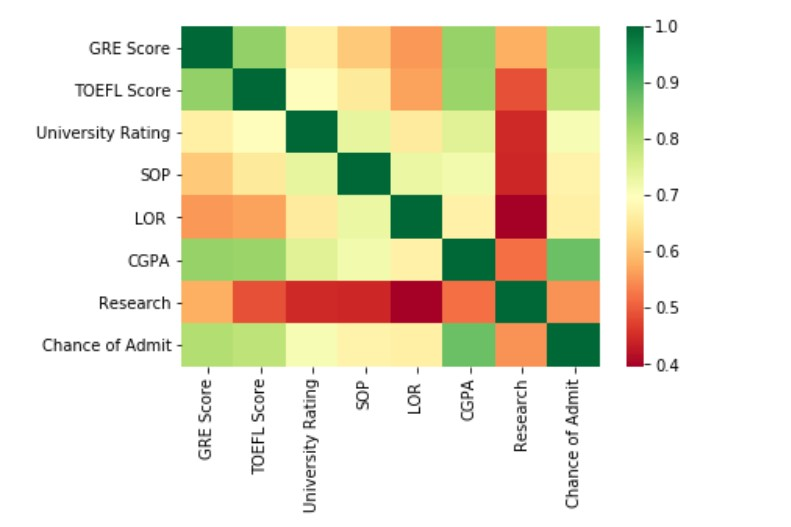 GRE Score
TOEFL Score
University Rating
SOP
LOR
CGPA
Research
Chance of Admit
GRE Score
TOEFL Score
University Rating
SOP
LOR
CGPA
Research
Chance of Admit
1.0
0.9
0.8
0.7
0.6
0.5
0.4